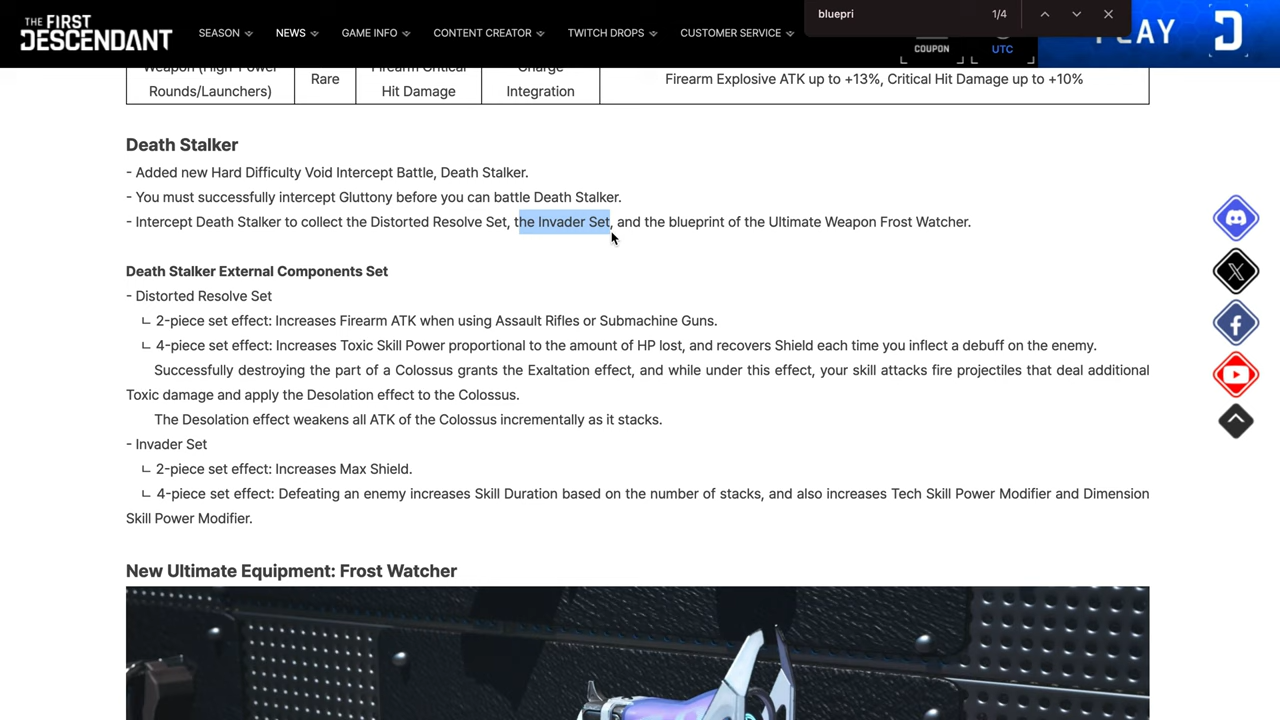 THE FIRST DESCENDANT
SEASON
NEWS
GAME INFO
CONTENT CREATOR
TWITCH DROPS
CUSTOMER SERVICE
bluepri
1/4
COUPON
UTC
PLAY
Weapon (High-Power Rounds/Launchers)
Rare
Firearm Critical Hit Damage
Charge Integration
Firearm Explosive ATK up to +13%, Critical Hit Damage up to +10%
Death Stalker
- Added new Hard Difficulty Void Intercept Battle, Death Stalker.
- You must successfully intercept Gluttony before you can battle Death Stalker.
- Intercept Death Stalker to collect the Distorted Resolve Set, the Invader Set, and the blueprint of the Ultimate Weapon Frost Watcher.
Death Stalker External Components Set
- Distorted Resolve Set
ㄴ 2-piece set effect: Increases Firearm ATK when using Assault Rifles or Submachine Guns.
ㄴ 4-piece set effect: Increases Toxic Skill Power proportional to the amount of HP lost, and recovers Shield each time you inflect a debuff on the enemy.
Successfully destroying the part of a Colossus grants the Exaltation effect, and while under this effect, your skill attacks fire projectiles that deal additional
Toxic damage and apply the Desolation effect to the Colossus.
The Desolation effect weakens all ATK of the Colossus incrementally as it stacks.
- Invader Set
ㄴ 2-piece set effect: Increases Max Shield.
ㄴ 4-piece set effect: Defeating an enemy increases Skill Duration based on the number of stacks, and also increases Tech Skill Power Modifier and Dimension
Skill Power Modifier.
New Ultimate Equipment: Frost Watcher